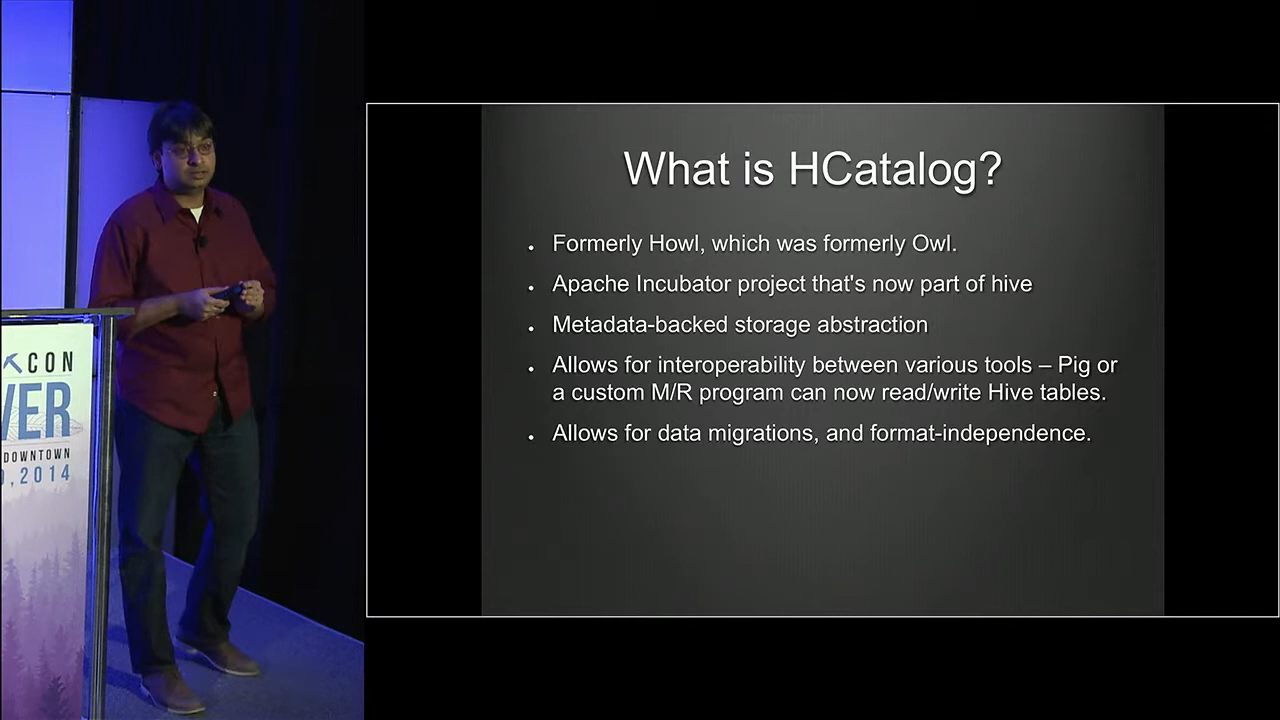 CON
VER
DOWNTOWN
, 2014
What is HCatalog?
• Formerly Howl, which was formerly Owl.
• Apache Incubator project that's now part of hive
• Metadata-backed storage abstraction
• Allows for interoperability between various tools – Pig or
a custom M/R program can now read/write Hive tables.
• Allows for data migrations, and format-independence.